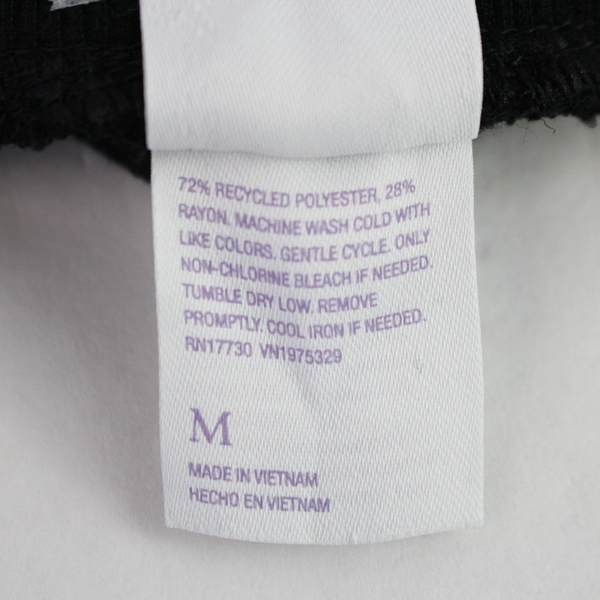 72% RECYCLED POLYESTER, 28%
RAYON. MACHINE WASH COLD WITH
LIKE COLORS. GENTLE CYCLE. ONLY
NON-CHLORINE BLEACH IF NEEDED.
TUMBLE DRY LOW. REMOVE
PROMPTLY. COOL IRON IF NEEDED.
RN17730 VN1975329
M
MADE IN VIETNAM
HECHO EN VIETNAM